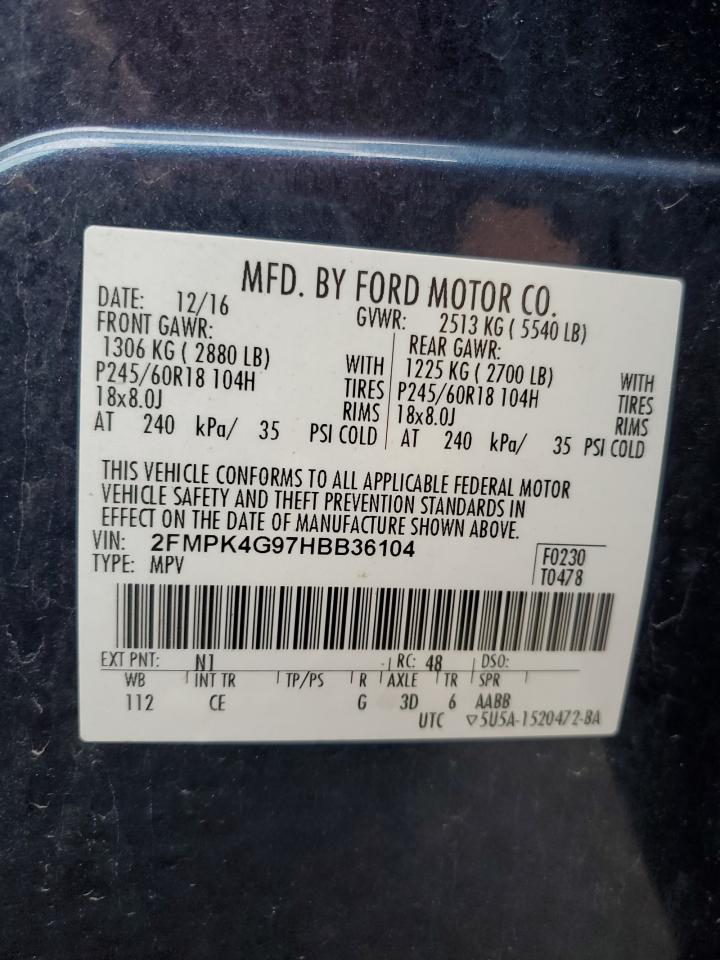 MFD. BY FORD MOTOR CO.
DATE: 12/16 GVWR: 2513 KG ( 5540 LB)
FRONT GAWR: REAR GAWR:
1306 KG ( 2880 LB) WITH 1225 KG ( 2700 LB) WITH
P245/60R18 104H TIRES P245/60R18 104H TIRES
18x8.0J RIMS 18x8.0J RIMS
AT 240 kPa/ 35 PSI COLD AT 240 kPa/ 35 PSI COLD
THIS VEHICLE CONFORMS TO ALL APPLICABLE FEDERAL MOTOR
VEHICLE SAFETY AND THEFT PREVENTION STANDARDS IN
EFFECT ON THE DATE OF MANUFACTURE SHOWN ABOVE.
VIN: 2FMPK4G97HBB36104 F0230
TYPE: MPV T0478
EXT PNT: N1 RC: 48 DSO:
WB INT TR TP/PS R AXLE TR SPR
112 CE G 3D 6 AABB
UTC ▽5U5A-1520472-BA